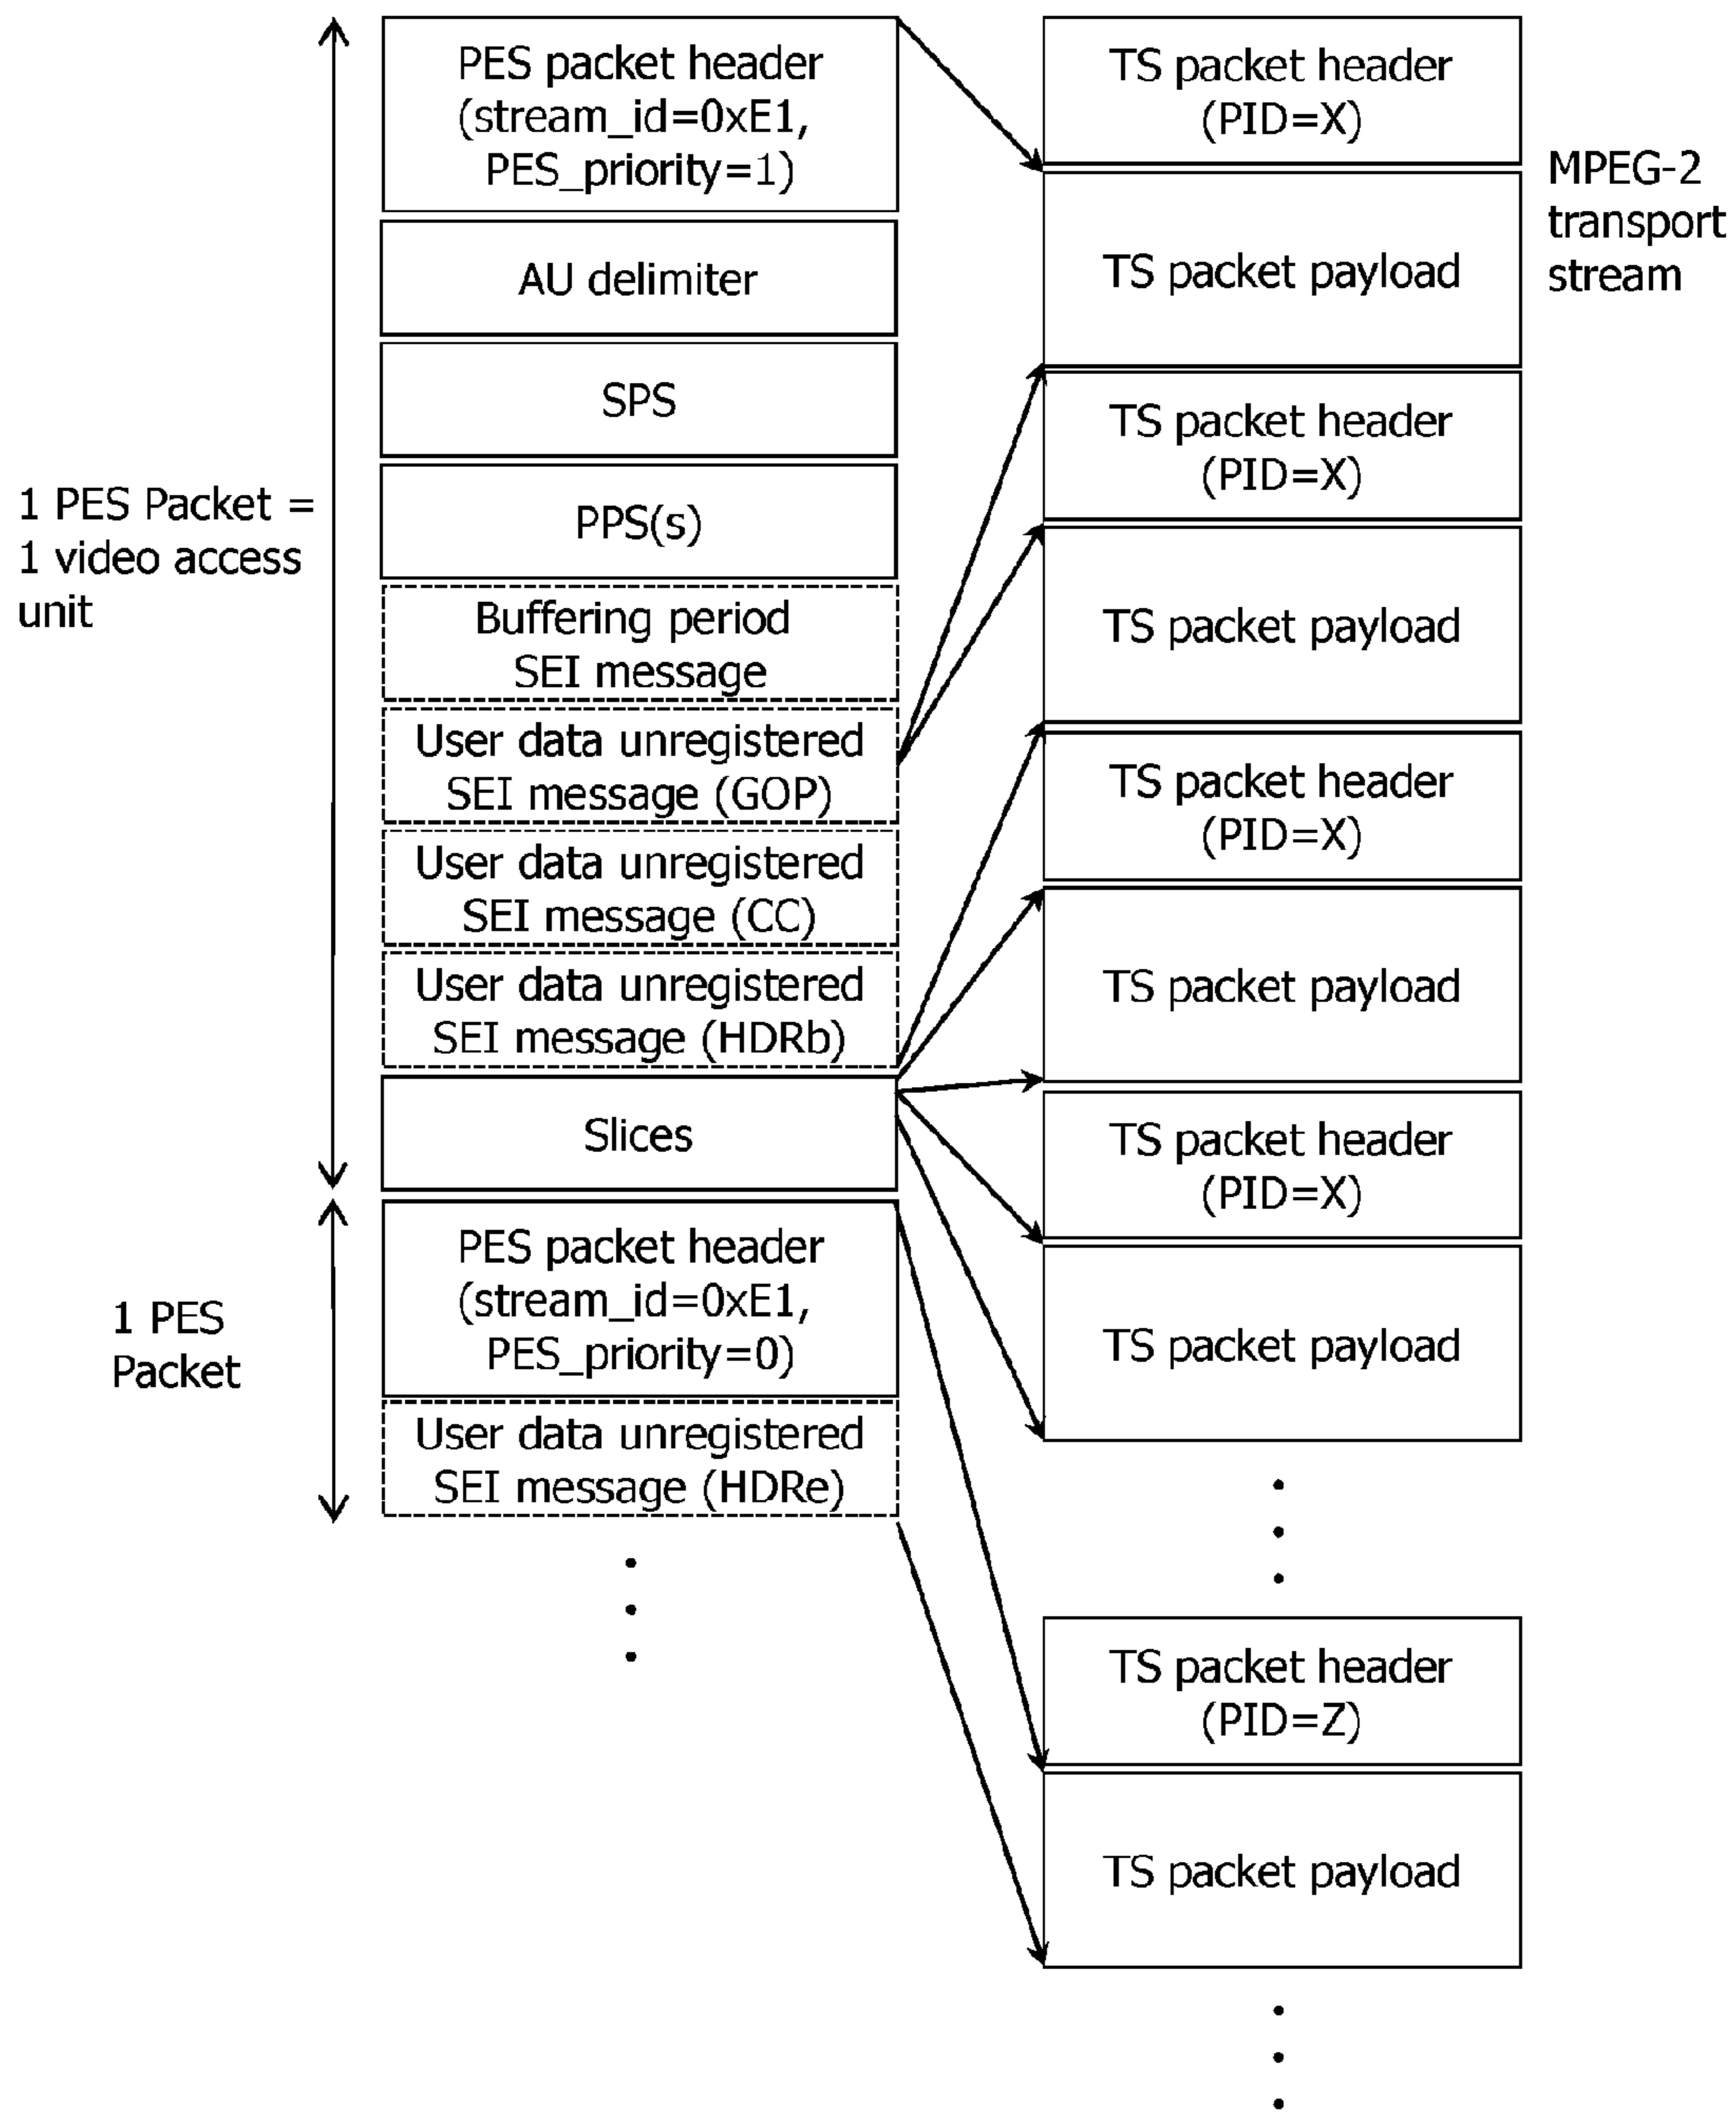 1 PES Packet =
1 video access
unit
1 PES
Packet
PES packet header
(stream_id=0xE1,
PES_priority=1)
AU delimiter
SPS
PPS(s)
Buffering period
SEI message
User data unregistered
SEI message (GOP)
User data unregistered
SEI message (CC)
User data unregistered
SEI message (HDRb)
Slices
PES packet header
(stream_id=0xE1,
PES_priority=0)
User data unregistered
SEI message (HDRe)
TS packet header
(PID=X)
TS packet payload
TS packet header
(PID=X)
TS packet payload
TS packet header
(PID=X)
TS packet payload
TS packet header
(PID=X)
TS packet payload
TS packet header
(PID=Z)
TS packet payload
MPEG-2
transport
stream